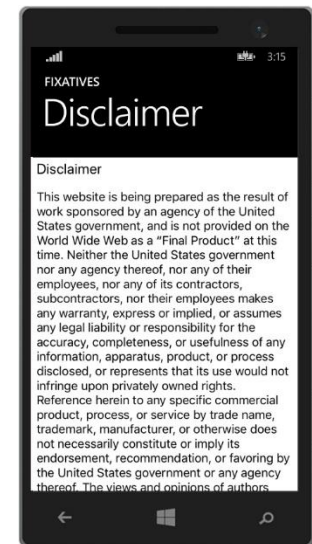 3:15
FIXATIVES
Disclaimer
Disclaimer
This website is being prepared as the result of
work sponsored by an agency of the United
States government, and is not provided on the
World Wide Web as a “Final Product” at this
time. Neither the United States government
nor any agency thereof, nor any of their
employees, nor any of its contractors,
subcontractors, nor their employees makes
any warranty, express or implied, or assumes
any legal liability or responsibility for the
accuracy, completeness, or usefulness of any
information, apparatus, product, or process
disclosed, or represents that its use would not
infringe upon privately owned rights.
Reference herein to any specific commercial
product, process, or service by trade name,
trademark, manufacturer, or otherwise does
not necessarily constitute or imply its
endorsement, recommendation, or favoring by
the United States government or any agency
thereof. The views and opinions of authors